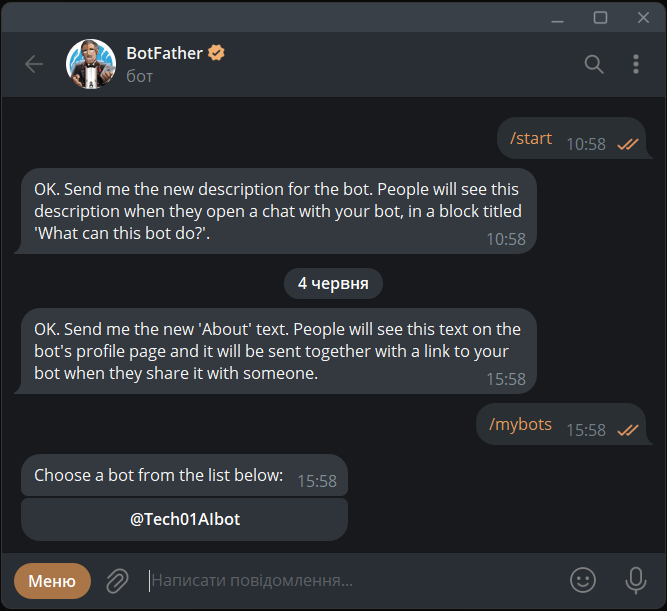 BotFather
бот
/start 10:58
OK. Send me the new description for the bot. People will see this
description when they open a chat with your bot, in a block titled
'What can this bot do?'.
10:58
4 червня
OK. Send me the new 'About' text. People will see this text on the
bot's profile page and it will be sent together with a link to your
bot when they share it with someone.
15:58
/mybots 15:58
Choose a bot from the list below: 15:58
@Tech01AIbot
Меню Написати повідомлення...